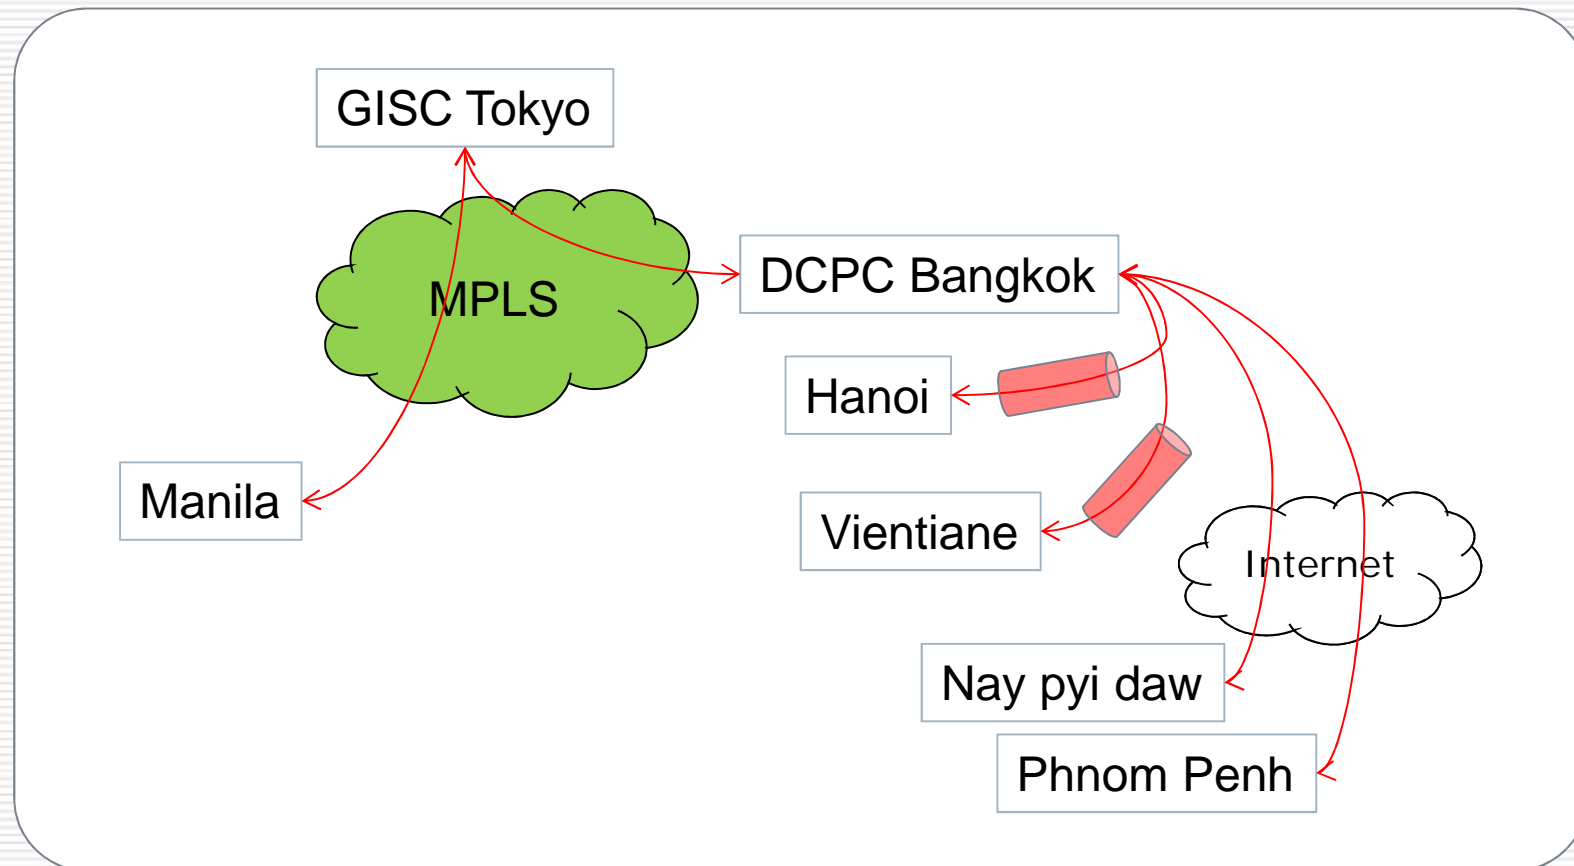 GISC Tokyo
MPLS
DCPC Bangkok
Hanoi
Manila
Vientiane
Internet
Nay pyi daw
Phnom Penh